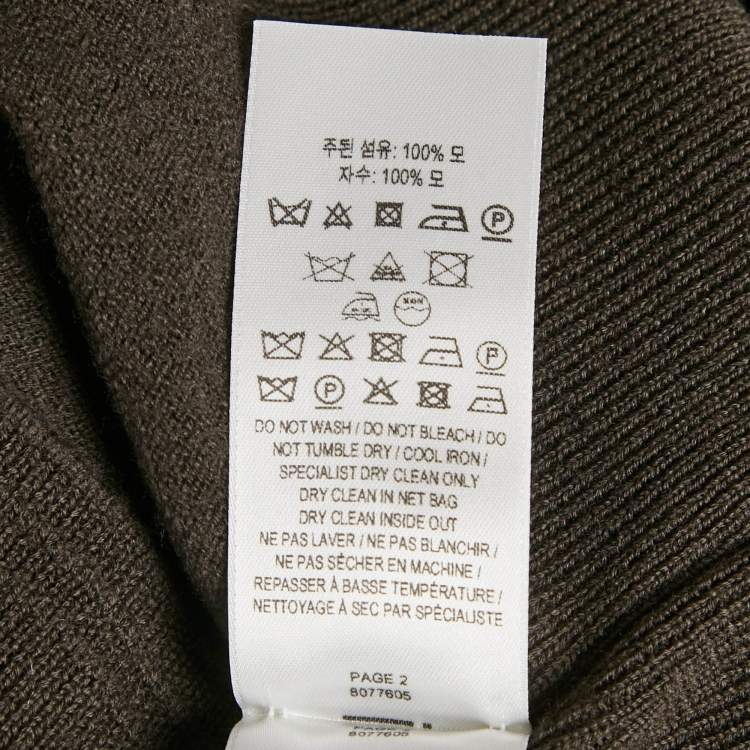 주된 섬유: 100% 모
자수: 100% 모
P
P
P
DO NOT WASH / DO NOT BLEACH / DO
NOT TUMBLE DRY / COOL IRON /
SPECIALIST DRY CLEAN ONLY
DRY CLEAN IN NET BAG
DRY CLEAN INSIDE OUT
NE PAS LAVER / NE PAS BLANCHIR /
NE PAS SÉCHER EN MACHINE /
REPASSER À BASSE TEMPÉRATURE /
NETTOYAGE À SEC PAR SPÉCIALISTE
PAGE 2
8077605
8077605